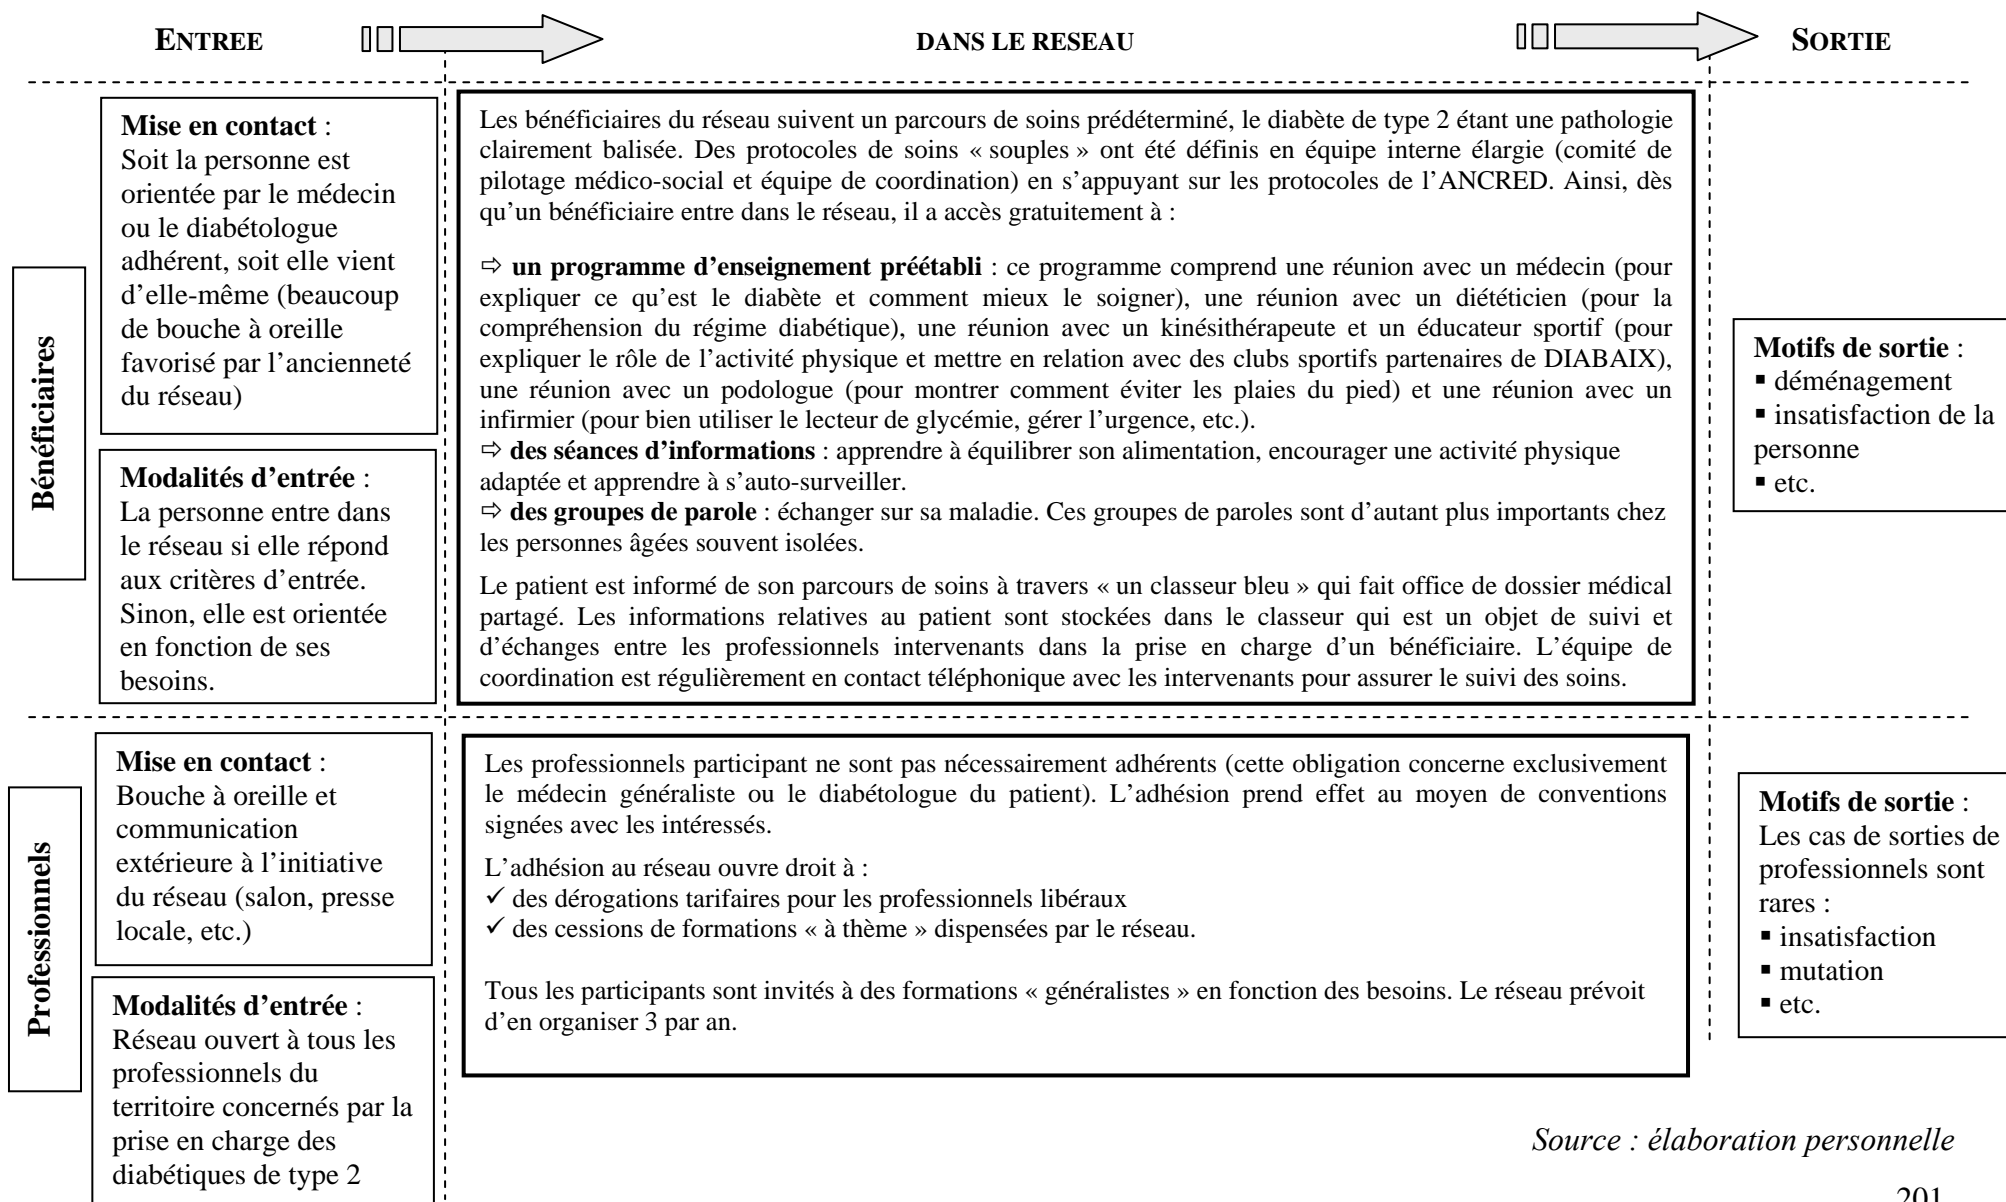 ENTREE
DANS LE RESEAU
SORTIE
Bénéficiaires
Mise en contact :
Soit la personne est
orientée par le médecin
ou le diabétologue
adhérent, soit elle vient
d’elle-même (beaucoup
de bouche à oreille
favorisé par l’ancienneté
du réseau)
Modalités d’entrée :
La personne entre dans
le réseau si elle répond
aux critères d’entrée.
Sinon, elle est orientée
en fonction de ses
besoins.
Les bénéficiaires du réseau suivent un parcours de soins prédéterminé, le diabète de type 2 étant une pathologie
clairement balisée. Des protocoles de soins « souples » ont été définis en équipe interne élargie (comité de
pilotage médico-social et équipe de coordination) en s’appuyant sur les protocoles de l’ANCRED. Ainsi, dès
qu’un bénéficiaire entre dans le réseau, il a accès gratuitement à :
⇨ un programme d’enseignement préétabli : ce programme comprend une réunion avec un médecin (pour
expliquer ce qu’est le diabète et comment mieux le soigner), une réunion avec un diététicien (pour la
compréhension du régime diabétique), une réunion avec un kinésithérapeute et un éducateur sportif (pour
expliquer le rôle de l’activité physique et mettre en relation avec des clubs sportifs partenaires de DIABAIX),
une réunion avec un podologue (pour montrer comment éviter les plaies du pied) et une réunion avec un
infirmier (pour bien utiliser le lecteur de glycémie, gérer l’urgence, etc.).
⇨ des séances d’informations : apprendre à équilibrer son alimentation, encourager une activité physique
adaptée et apprendre à s’auto-surveiller.
⇨ des groupes de parole : échanger sur sa maladie. Ces groupes de paroles sont d’autant plus importants chez
les personnes âgées souvent isolées.
Le patient est informé de son parcours de soins à travers « un classeur bleu » qui fait office de dossier médical
partagé. Les informations relatives au patient sont stockées dans le classeur qui est un objet de suivi et
d’échanges entre les professionnels intervenants dans la prise en charge d’un bénéficiaire. L’équipe de
coordination est régulièrement en contact téléphonique avec les intervenants pour assurer le suivi des soins.
Motifs de sortie :
▪ déménagement
▪ insatisfaction de la
personne
▪ etc.
Professionnels
Mise en contact :
Bouche à oreille et
communication
extérieure à l’initiative
du réseau (salon, presse
locale, etc.)
Modalités d’entrée :
Réseau ouvert à tous les
professionnels du
territoire concernés par la
prise en charge des
diabétiques de type 2
Les professionnels participant ne sont pas nécessairement adhérents (cette obligation concerne exclusivement
le médecin généraliste ou le diabétologue du patient). L’adhésion prend effet au moyen de conventions
signées avec les intéressés.
L’adhésion au réseau ouvre droit à :
✓ des dérogations tarifaires pour les professionnels libéraux
✓ des cessions de formations « à thème » dispensées par le réseau.
Tous les participants sont invités à des formations « généralistes » en fonction des besoins. Le réseau prévoit
d’en organiser 3 par an.
Motifs de sortie :
Les cas de sorties de
professionnels sont
rares :
▪ insatisfaction
▪ mutation
▪ etc.
Source : élaboration personnelle
201